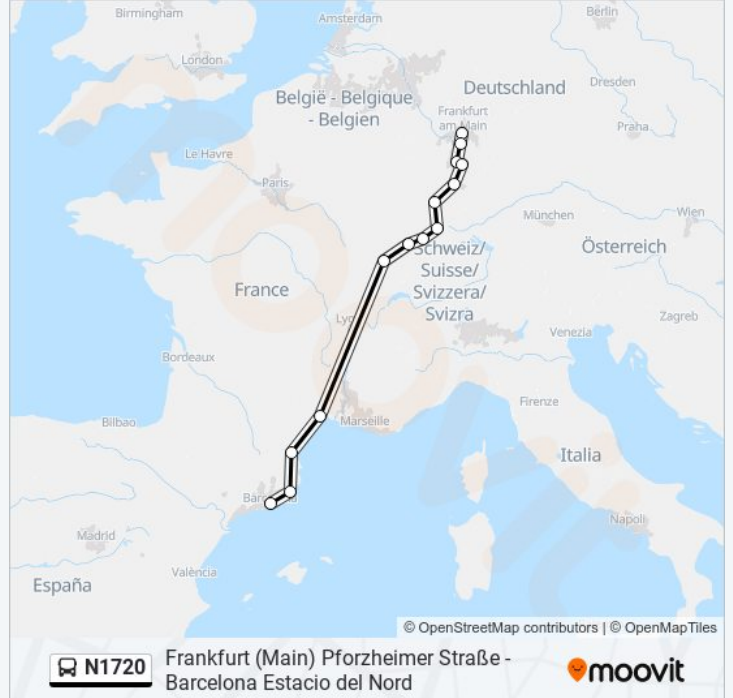 Birmingham
Amsterdam
Berlin
London
België - Belgique
- Belgien
Deutschland
Dresden
Frankfurt
am Main
Praha
Le Havre
Paris
München
Wien
Schweiz/
Suisse/
Svizzera/
Svizra
Österreich
France
Lyo
Venezia
Zagreb
Bordeaux
Marseille
Firenze
Bilbao
Italia
Barcelona
Napoli
Madrid
València
España
© OpenStreetMap contributors | © OpenMapTiles
N1720
Frankfurt (Main) Pforzheimer Straße -
Barcelona Estacio del Nord
moovit